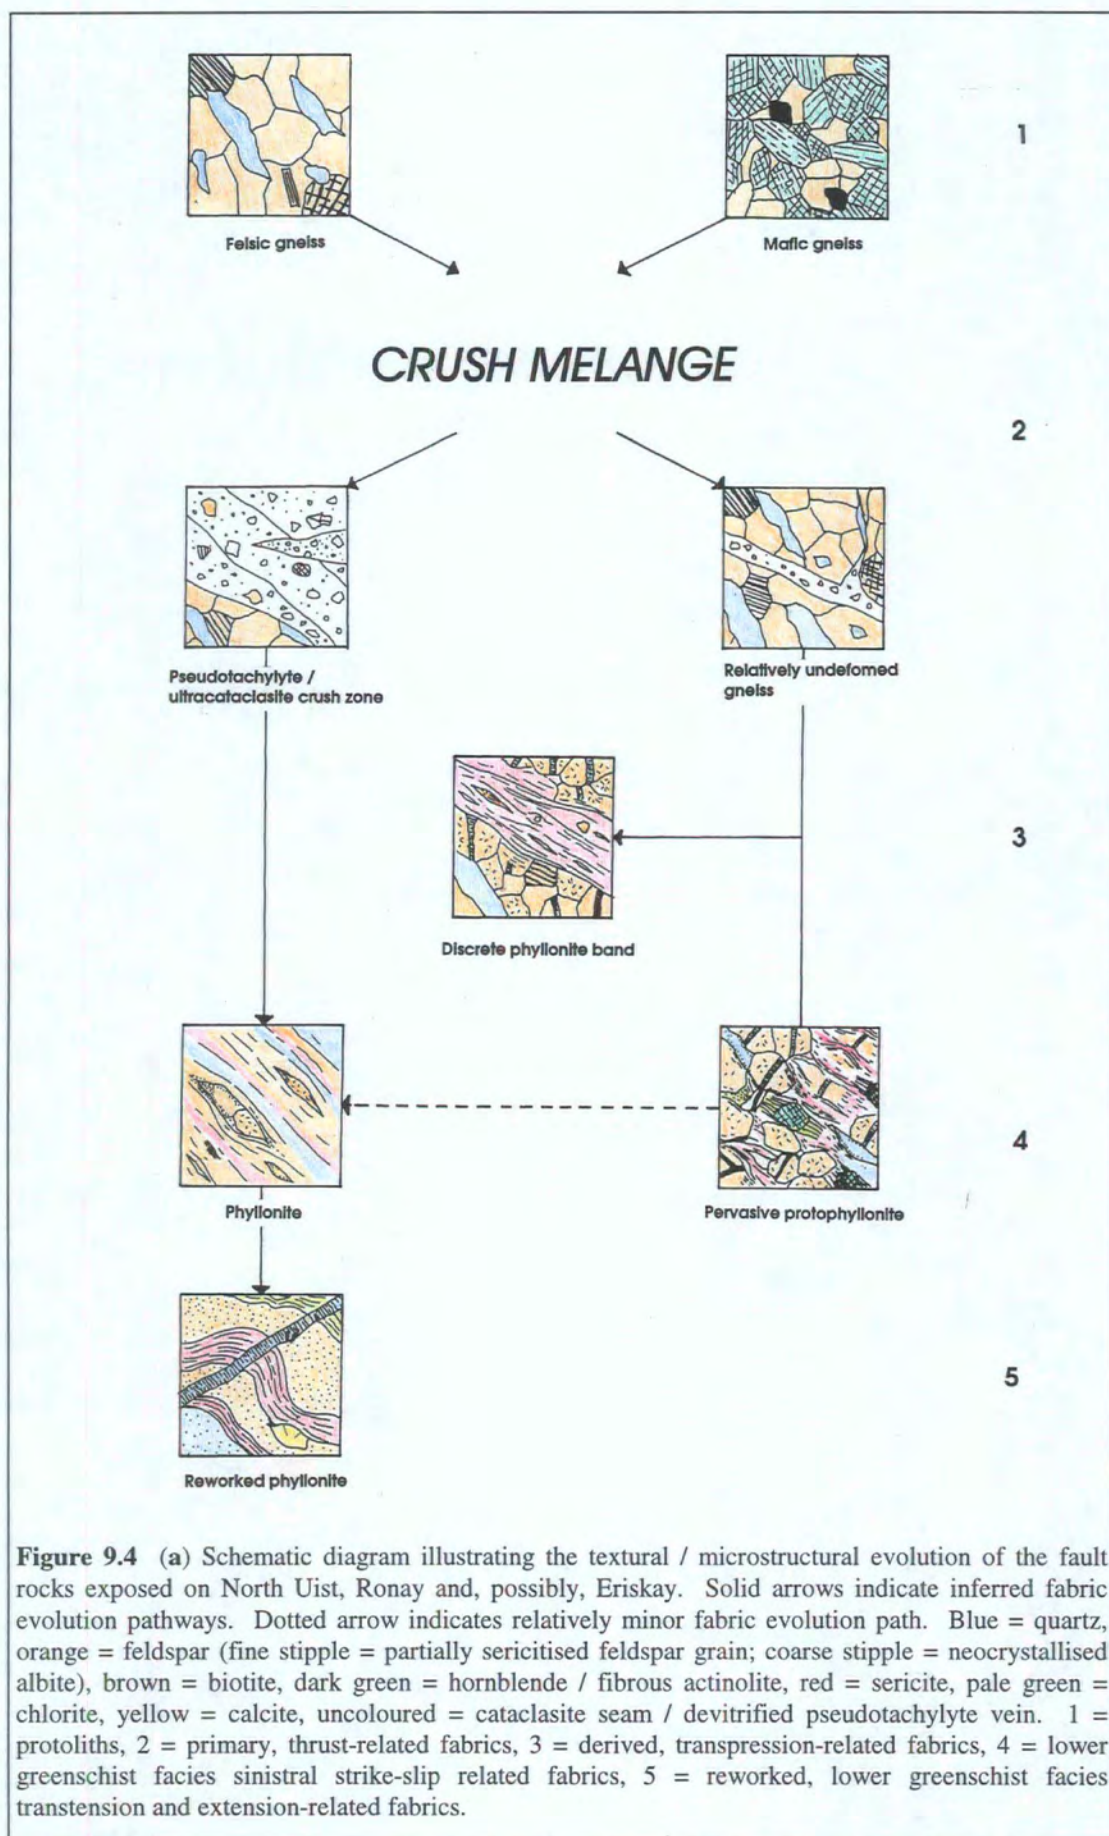 Felsic gneiss
Mafic gneiss
1
CRUSH MELANGE
2
Pseudotachylyte /
ultracataclasite crush zone
Relatively undefomed
gneiss
3
Discrete phyllonite band
4
Phyllonite
Pervasive protophyllonite
5
Reworked phyllonite
Figure 9.4 (a) Schematic diagram illustrating the textural / microstructural evolution of the fault
rocks exposed on North Uist, Ronay and, possibly, Eriskay. Solid arrows indicate inferred fabric
evolution pathways. Dotted arrow indicates relatively minor fabric evolution path. Blue = quartz,
orange = feldspar (fine stipple = partially sericitised feldspar grain; coarse stipple = neocrystallised
albite), brown = biotite, dark green = hornblende / fibrous actinolite, red = sericite, pale green =
chlorite, yellow = calcite, uncoloured = cataclasite seam / devitrified pseudotachylyte vein. 1 =
protoliths, 2 = primary, thrust-related fabrics, 3 = derived, transpression-related fabrics, 4 = lower
greenschist facies sinistral strike-slip related fabrics, 5 = reworked, lower greenschist facies
transtension and extension-related fabrics.